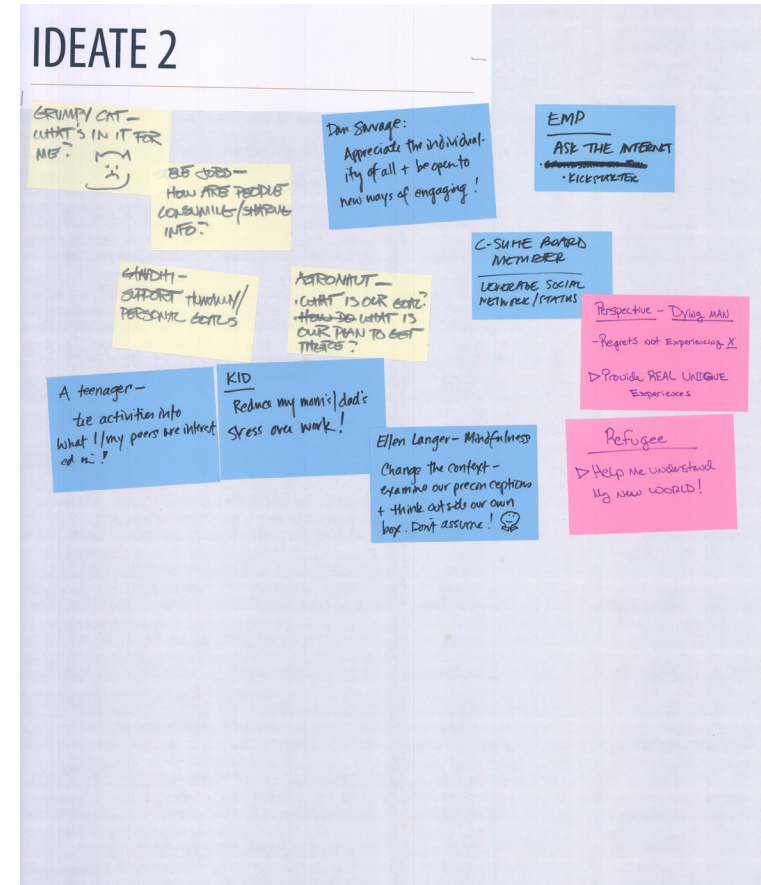 IDEATE 2
GRUMPY CAT –
WHAT'S IN IT FOR
ME?
BE JOBS –
HOW ARE PEOPLE
CONSUMING/SHARING
INFO?
Dan Savage:
Appreciate the individual-
ity of all + be open to
new ways of engaging!
EMP
ASK THE INTERNET
• KICKSTARTER
C-SUITE BOARD
MEMBER
LEVERAGE SOCIAL
NETWORK/STATUS
GANDHI –
SUPPORT HUMAN/
PERSONAL GOALS
ASTRONAUT –
• WHAT IS OUR GOAL?
HOW DO WHAT IS
OUR PLAN TO GET
THERE?
Perspective – Dying MAN
- Regrets not Experiencing X
▷ Provide REAL UNIQUE
Experiences
A teenager –
tie activities into
what I/my peers are interest
ed in!
KID
Reduce my mom's/dad's
stress over work!
Ellen Langer – Mindfulness
Change the context –
examine our preconceptions
+ think outside our own
box. Don't assume!
Refugee
▷ Help me understand
My new WORLD!